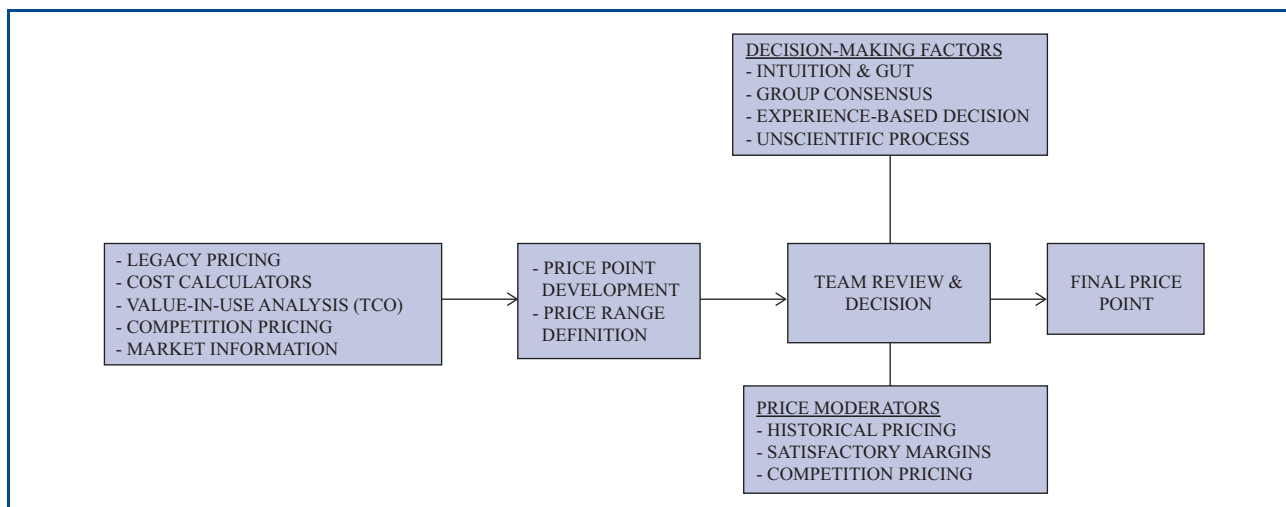 DECISION-MAKING FACTORS
- INTUITION & GUT
- GROUP CONSENSUS
- EXPERIENCE-BASED DECISION
- UNSCIENTIFIC PROCESS
- LEGACY PRICING
- COST CALCULATORS
- VALUE-IN-USE ANALYSIS (TCO)
- COMPETITION PRICING
- MARKET INFORMATION
- PRICE POINT
DEVELOPMENT
- PRICE RANGE
DEFINITION
TEAM REVIEW &
DECISION
FINAL PRICE
POINT
PRICE MODERATORS
- HISTORICAL PRICING
- SATISFACTORY MARGINS
- COMPETITION PRICING